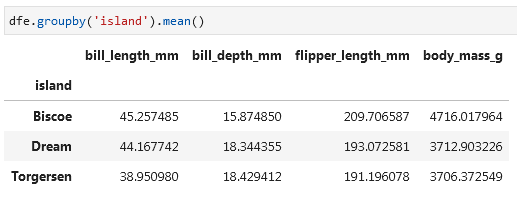 dfe.groupby('island').mean()
bill_length_mm bill_depth_mm flipper_length_mm body_mass_g
island
Biscoe 45.257485 15.874850 209.706587 4716.017964
Dream 44.167742 18.344355 193.072581 3712.903226
Torgersen 38.950980 18.429412 191.196078 3706.372549